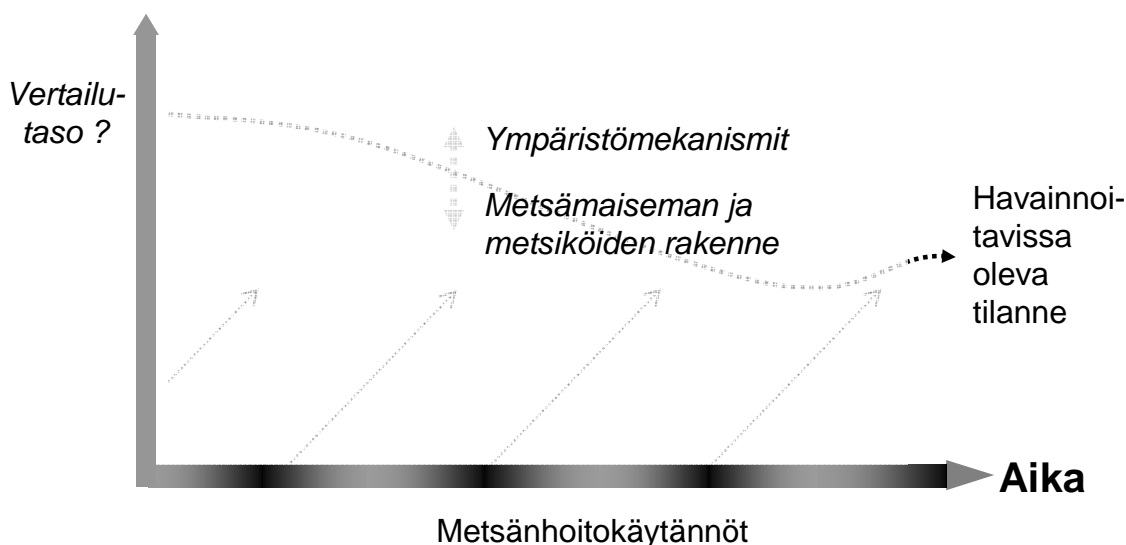 Vertailu-
taso ?
Ympäristömekanismit
Metsämaiseman ja
metsiköiden rakenne
Havainnoi-
tavissa
oleva
tilanne
Aika
Metsänhoitokäytännöt